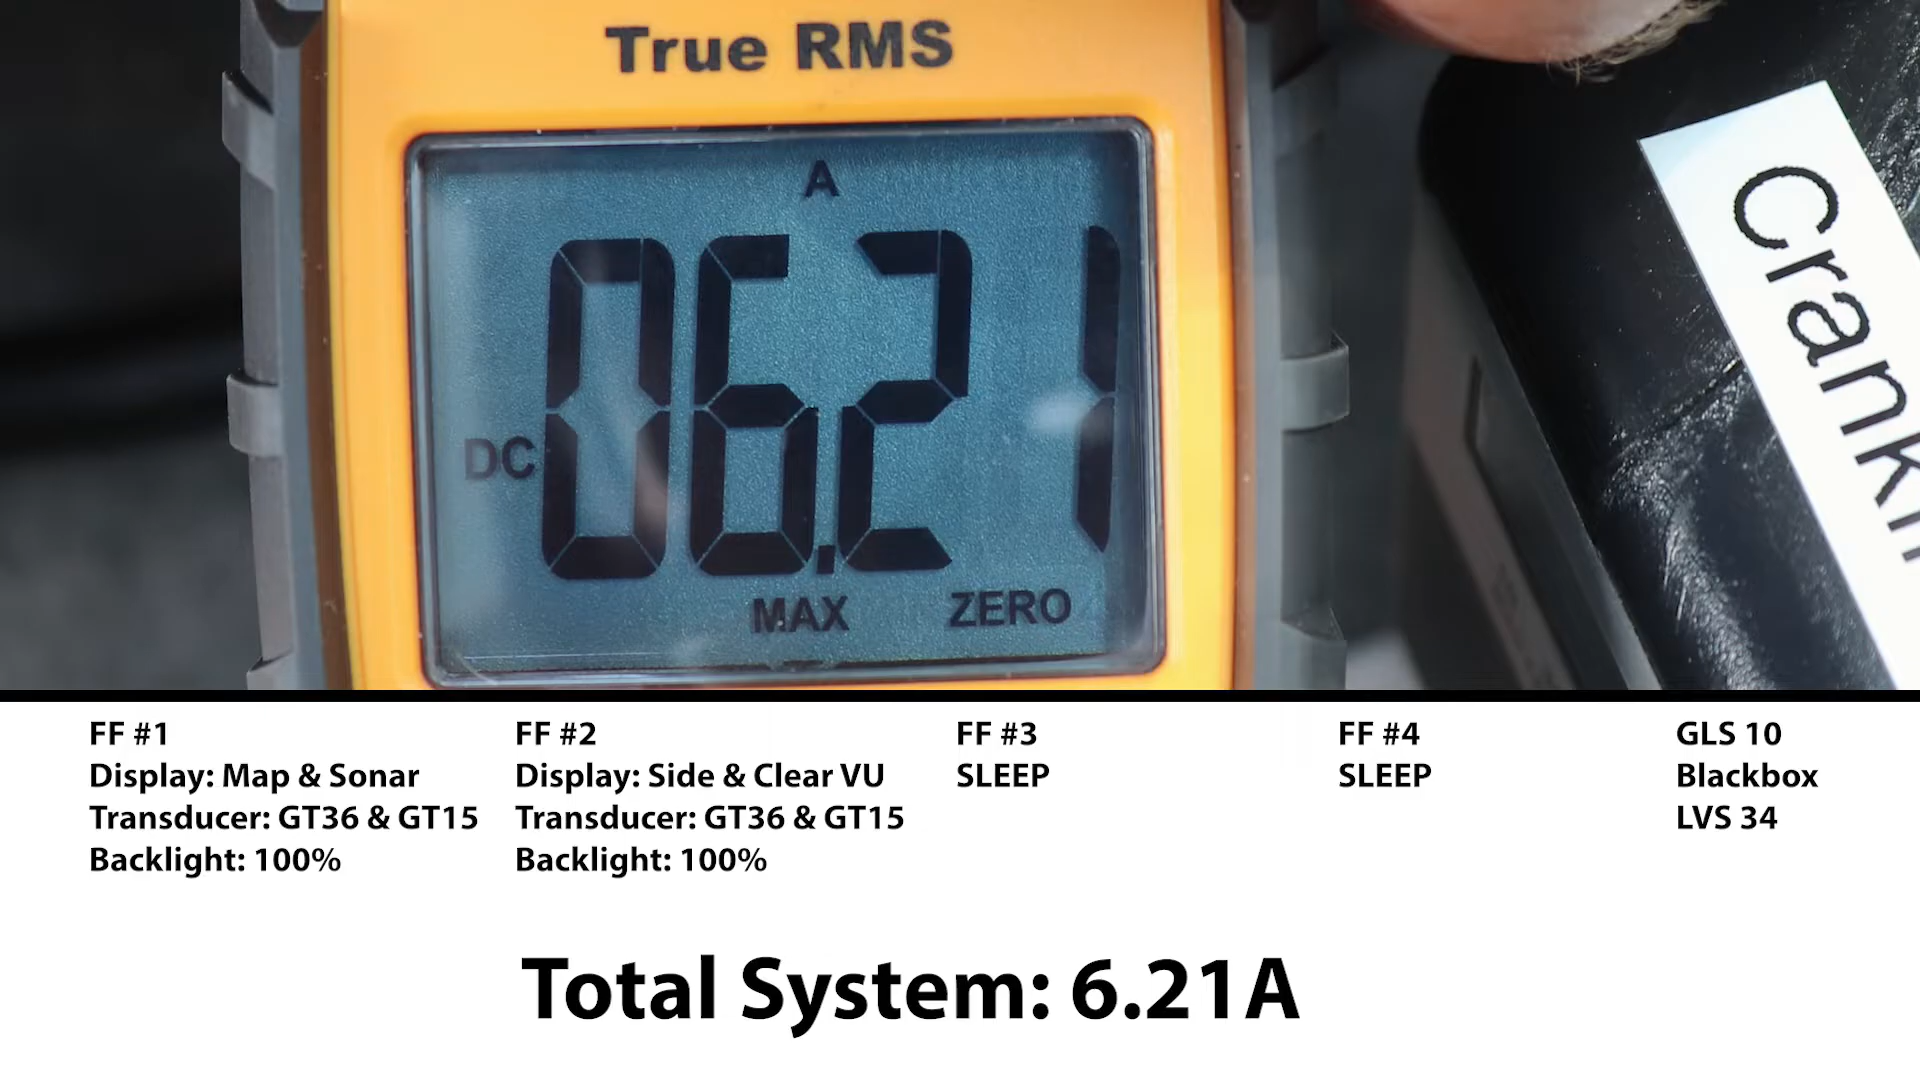 True RMS
A
DC
06.21
MAX ZERO
FF #1
Display: Map & Sonar
Transducer: GT36 & GT15
Backlight: 100%
FF #2
Display: Side & Clear VU
Transducer: GT36 & GT15
Backlight: 100%
FF #3
SLEEP
FF #4
SLEEP
GLS 10
Blackbox
LVS 34
Total System: 6.21A